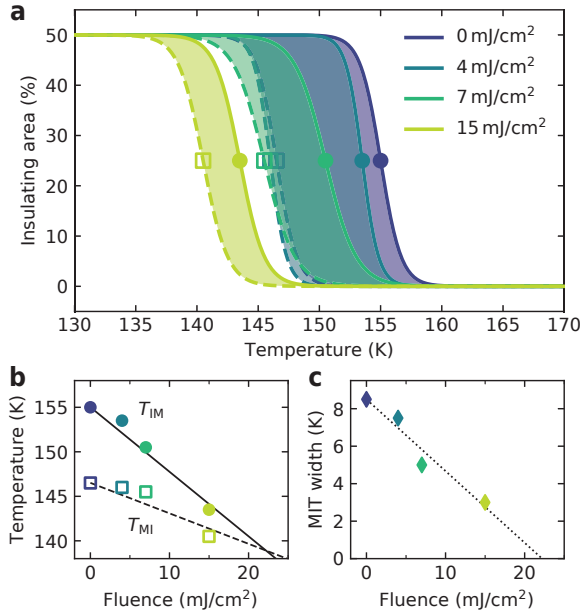 a
50
40
30
20
10
0
Insulating area (%)
0 mJ/cm²
4 mJ/cm²
7 mJ/cm²
15 mJ/cm²
130 135 140 145 150 155 160 165 170
Temperature (K)
b
155
150
145
140
Temperature (K)
T_IM
T_MI
0 10 20
Fluence (mJ/cm²)
c
8
6
4
2
0
MIT width (K)
0 10 20
Fluence (mJ/cm²)